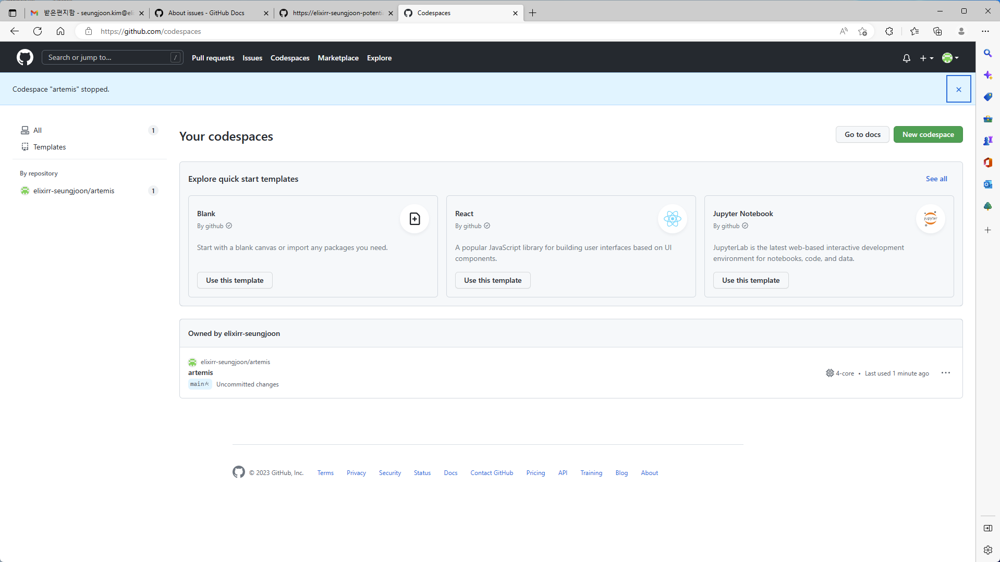 받은편지함 - seungjoon.kim@eli
About issues - GitHub Docs
https://elixirr-seungjoon-potenti
Codespaces
https://github.com/codespaces
Search or jump to...
/
Pull requests
Issues
Codespaces
Marketplace
Explore
Codespace "artemis" stopped.
All
1
Templates
By repository
elixirr-seungjoon/artemis
1
Your codespaces
Go to docs
New codespace
Explore quick start templates
See all
Blank
By github
Start with a blank canvas or import any packages you need.
Use this template
React
By github
A popular JavaScript library for building user interfaces based on UI
components.
Use this template
Jupyter Notebook
By github
jupyter
JupyterLab is the latest web-based interactive development
environment for notebooks, code, and data.
Use this template
Owned by elixirr-seungjoon
elixirr-seungjoon/artemis
artemis
main※ Uncommitted changes
4-core • Last used 1 minute ago
© 2023 GitHub, Inc.
Terms
Privacy
Security
Status
Docs
Contact GitHub
Pricing
API
Training
Blog
About